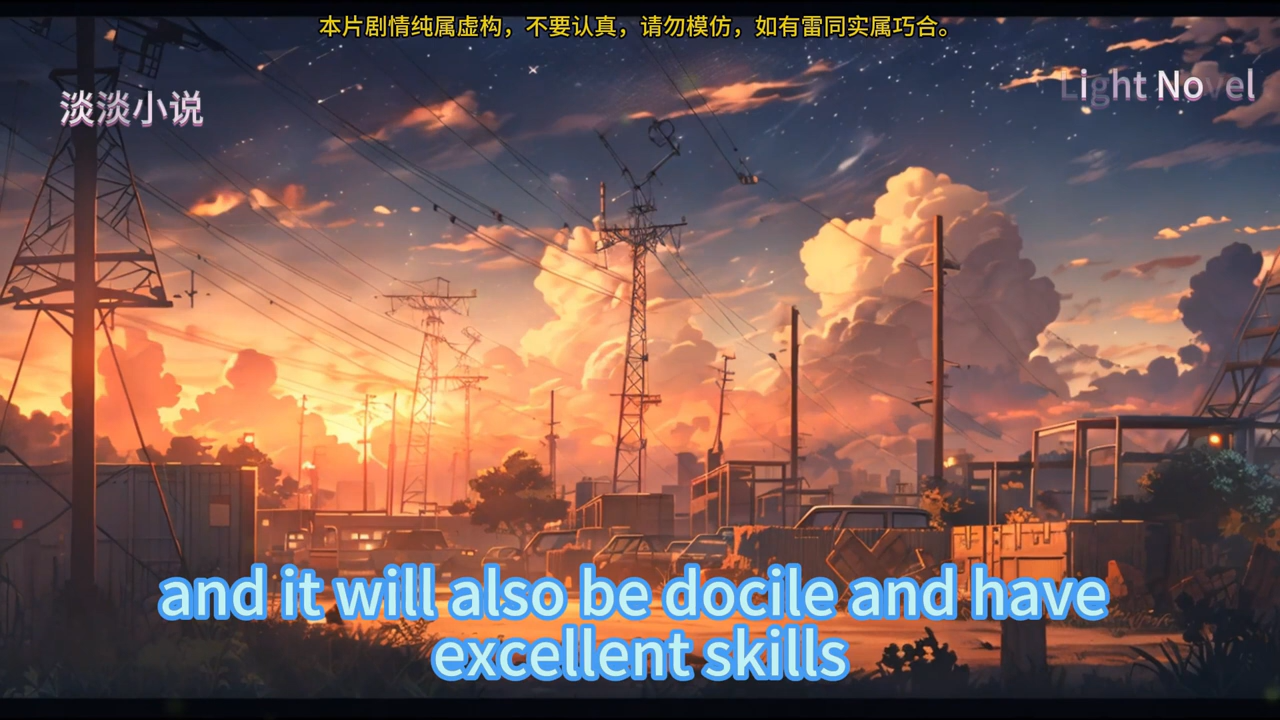 本片剧情纯属虚构，不要认真，请勿模仿，如有雷同实属巧合。
淡淡小说
Light Novel
and it will also be docile and have
excellent skills